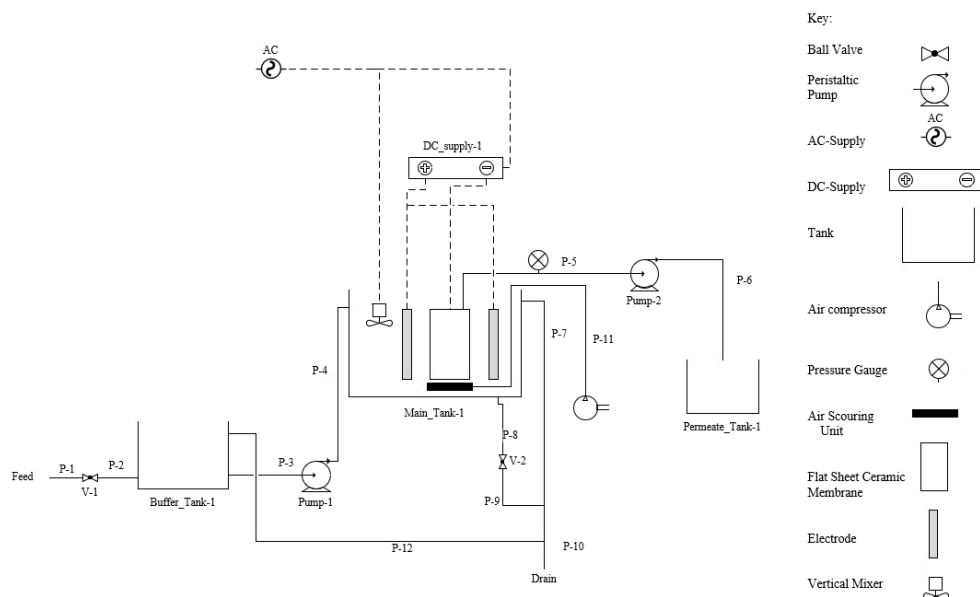 AC
DC_supply-1
P-5
Pump-2
P-6
P-7
P-11
P-4
Main_Tank-1
Permeate_Tank-1
P-8
V-2
Feed
P-1
P-2
V-1
Buffer_Tank-1
P-3
Pump-1
P-9
P-12
P-10
Drain
Key:
Ball Valve
Peristaltic
Pump
AC
AC-Supply
DC-Supply
Tank
Air compressor
Pressure Gauge
Air Scouring
Unit
Flat Sheet Ceramic
Membrane
Electrode
Vertical Mixer